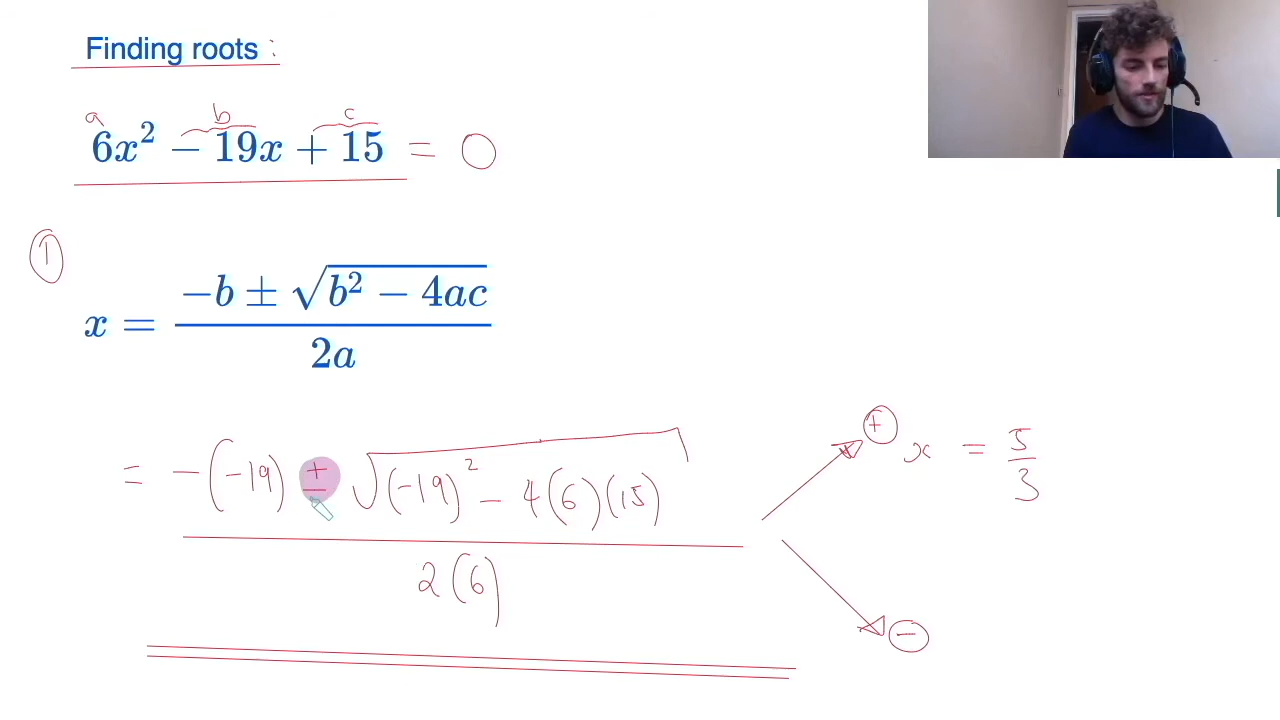 Finding roots :
a b c
6x² − 19x + 15 = 0
①
x = (−b ± √(b² − 4ac)) / 2a
= (−(−19) ± √((−19)² − 4(6)(15))) / 2(6)
⊕ x = 5/3
⊖